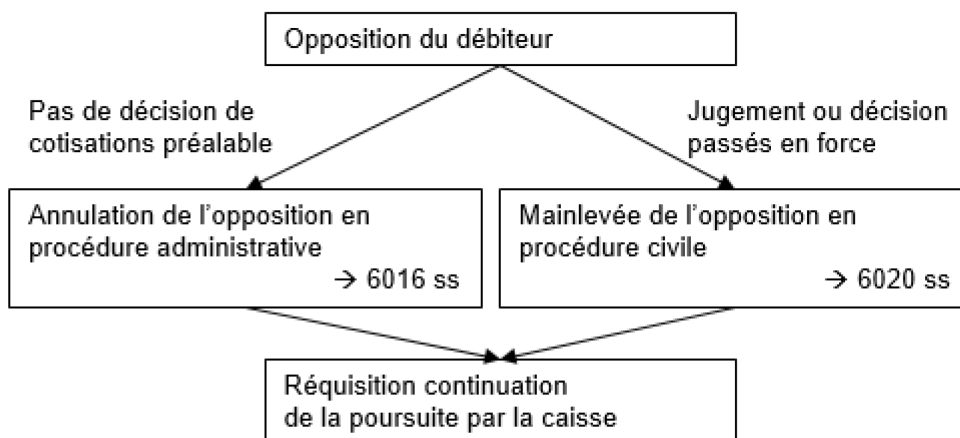 Opposition du débiteur
Pas de décision de
cotisations préalable
Jugement ou décision
passés en force
Annulation de l’opposition en
procédure administrative
→ 6016 ss
Mainlevée de l’opposition en
procédure civile
→ 6020 ss
Réquisition continuation
de la poursuite par la caisse